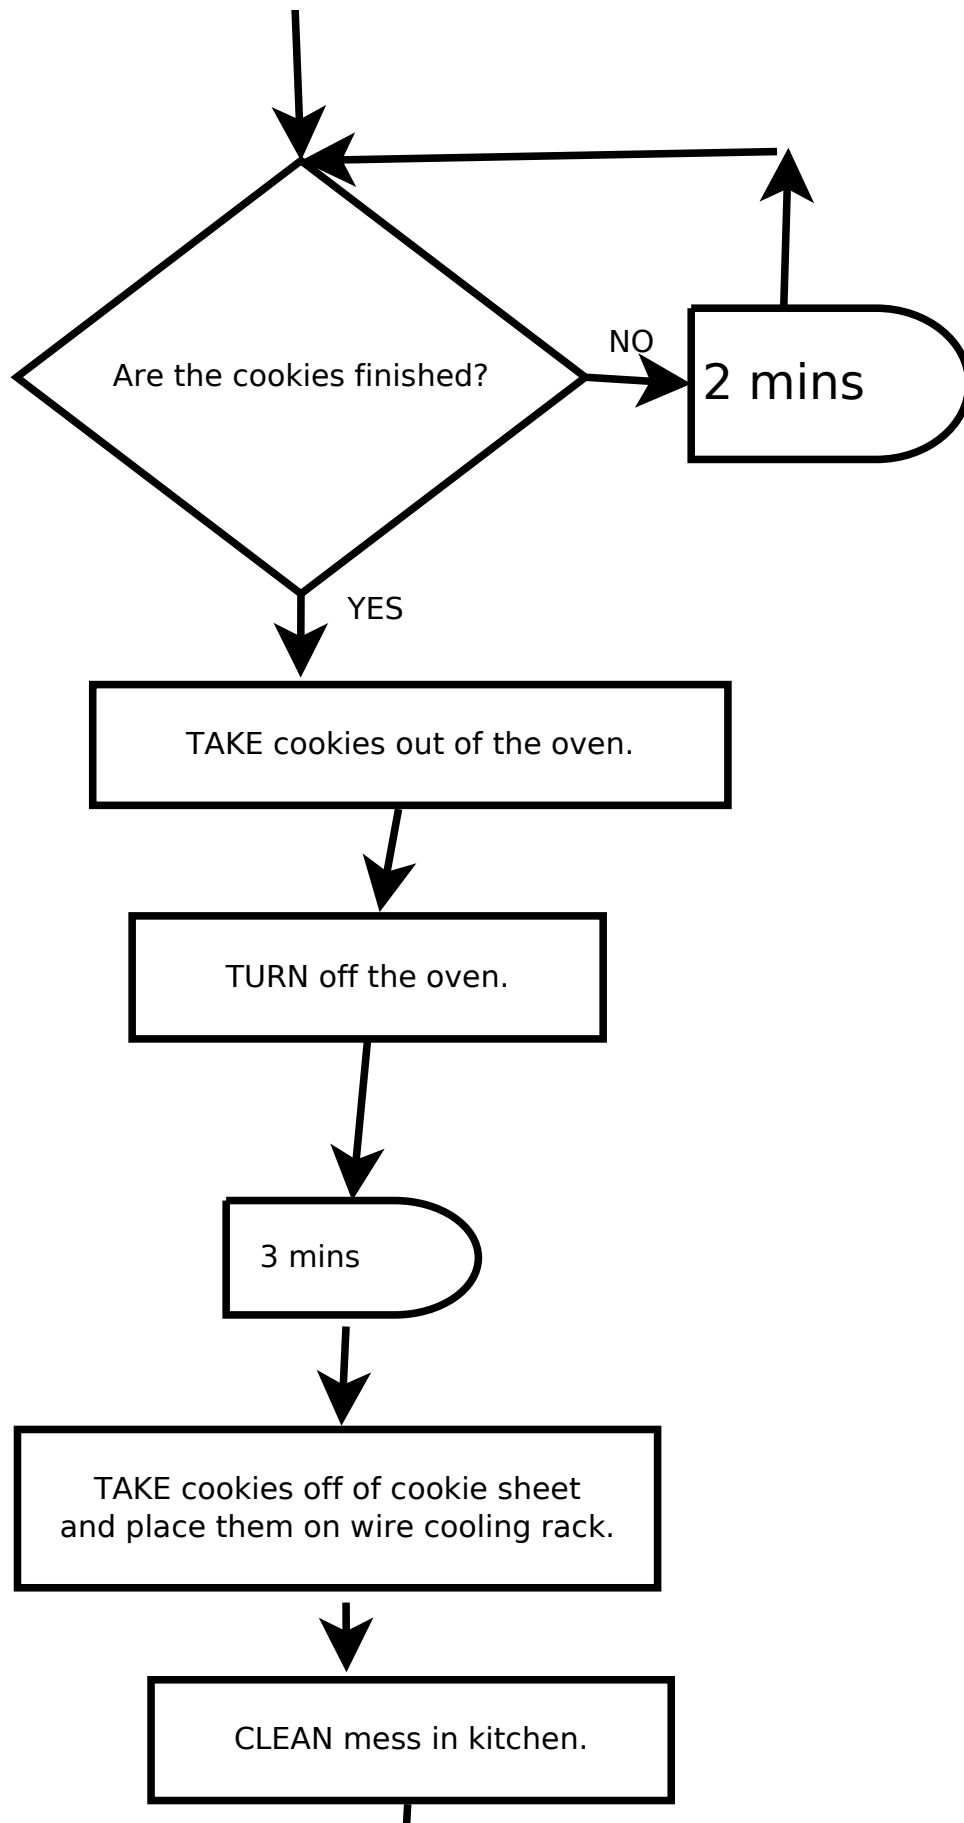 Are the cookies finished?
NO
2 mins
YES
TAKE cookies out of the oven.
TURN off the oven.
3 mins
TAKE cookies off of cookie sheet
and place them on wire cooling rack.
CLEAN mess in kitchen.